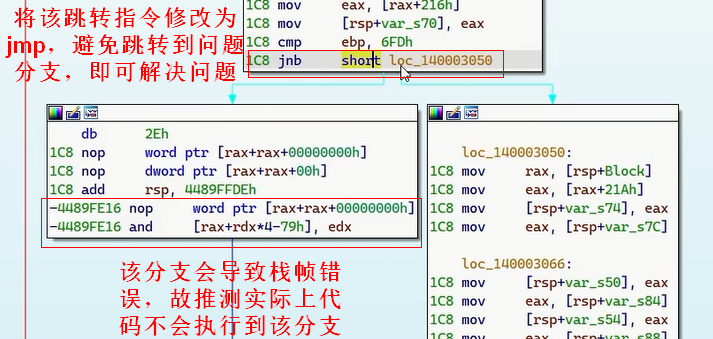 将该跳转指令修改为
jmp，避免跳转到问题
分支，即可解决问题
1C8 mov eax, [rax+216h]
1C8 mov [rsp+var_s70], eax
1C8 cmp ebp, 6FDh
1C8 jnb short loc_140003050
db 2Eh
1C8 nop word ptr [rax+rax+00000000h]
1C8 nop dword ptr [rax+rax+00h]
1C8 add rsp, 4489FFDEh
-4489FE16 nop word ptr [rax+rax+00000000h]
-4489FE16 and [rax+rdx*4-79h], edx
该分支会导致栈帧错
误，故推测实际上代
码不会执行到该分支
loc_140003050:
1C8 mov rax, [rsp+Block]
1C8 mov eax, [rax+21Ah]
1C8 mov [rsp+var_s74], eax
1C8 mov [rsp+var_s7C], eax
loc_140003066:
1C8 mov [rsp+var_s50], eax
1C8 mov eax, [rsp+var_s84]
1C8 mov [rsp+var_s54], eax
1C8 mov eax, [rsp+var_s88]